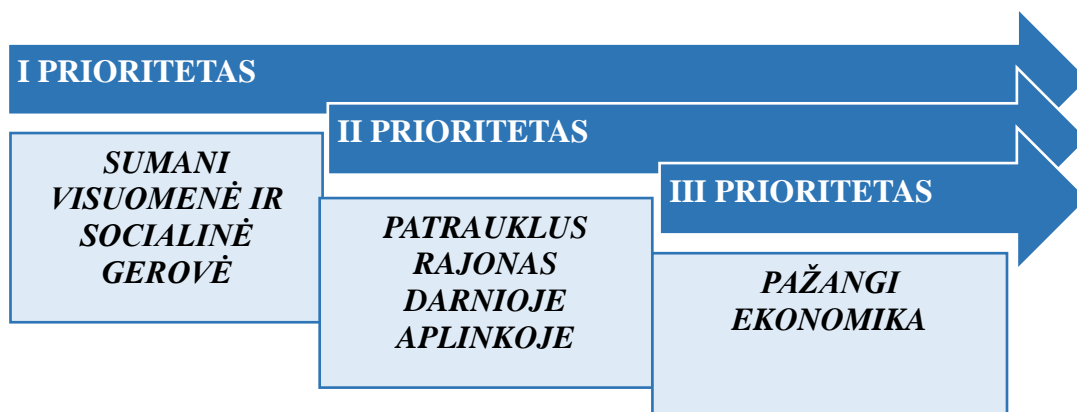 I PRIORITETAS
SUMANI
VISUOMENĖ IR
SOCIALINĖ
GEROVĖ
II PRIORITETAS
PATRAUKLUS
RAJONAS
DARNIOJE
APLINKOJE
III PRIORITETAS
PAŽANGI
EKONOMIKA